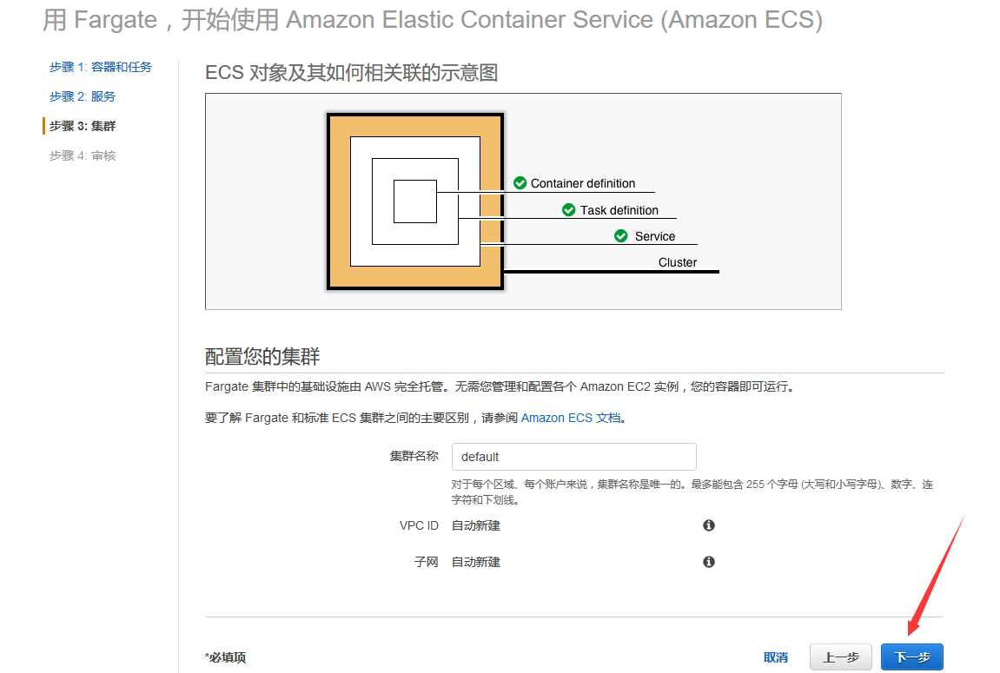 用 Fargate，开始使用 Amazon Elastic Container Service (Amazon ECS)
步骤 1: 容器和任务
步骤 2: 服务
步骤 3: 集群
步骤 4: 审核
ECS 对象及其如何相关联的示意图
Container definition
Task definition
Service
Cluster
配置您的集群
Fargate 集群中的基础设施由 AWS 完全托管。无需您管理和配置各个 Amazon EC2 实例，您的容器即可运行。
要了解 Fargate 和标准 ECS 集群之间的主要区别，请参阅 Amazon ECS 文档。
集群名称 default
对于每个区域、每个账户来说，集群名称是唯一的。最多能包含 255 个字母 (大写和小写字母)、数字、连
字符和下划线。
VPC ID 自动新建
子网 自动新建
*必填项 取消 上一步 下一步